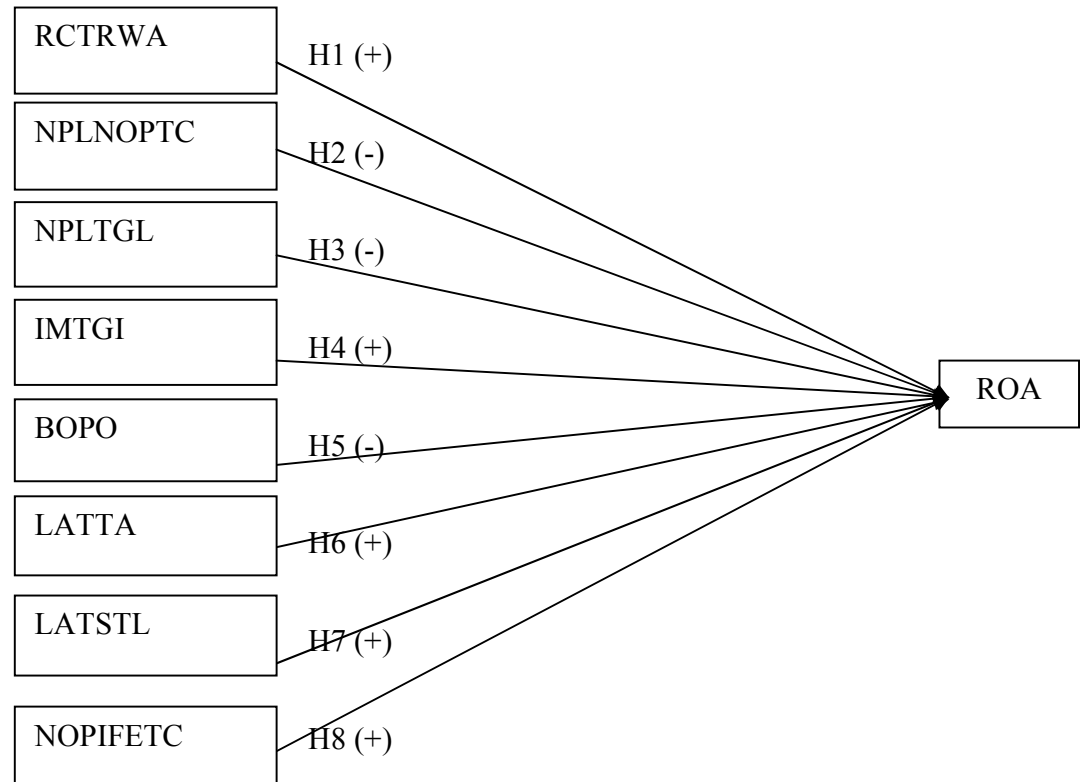 RCTRWA
H1 (+)
NPLNOPTC
H2 (-)
NPLTGL
H3 (-)
IMTGI
H4 (+)
ROA
BOPO
H5 (-)
LATTA
H6 (+)
LATSTL
H7 (+)
NOPIFETC
H8 (+)